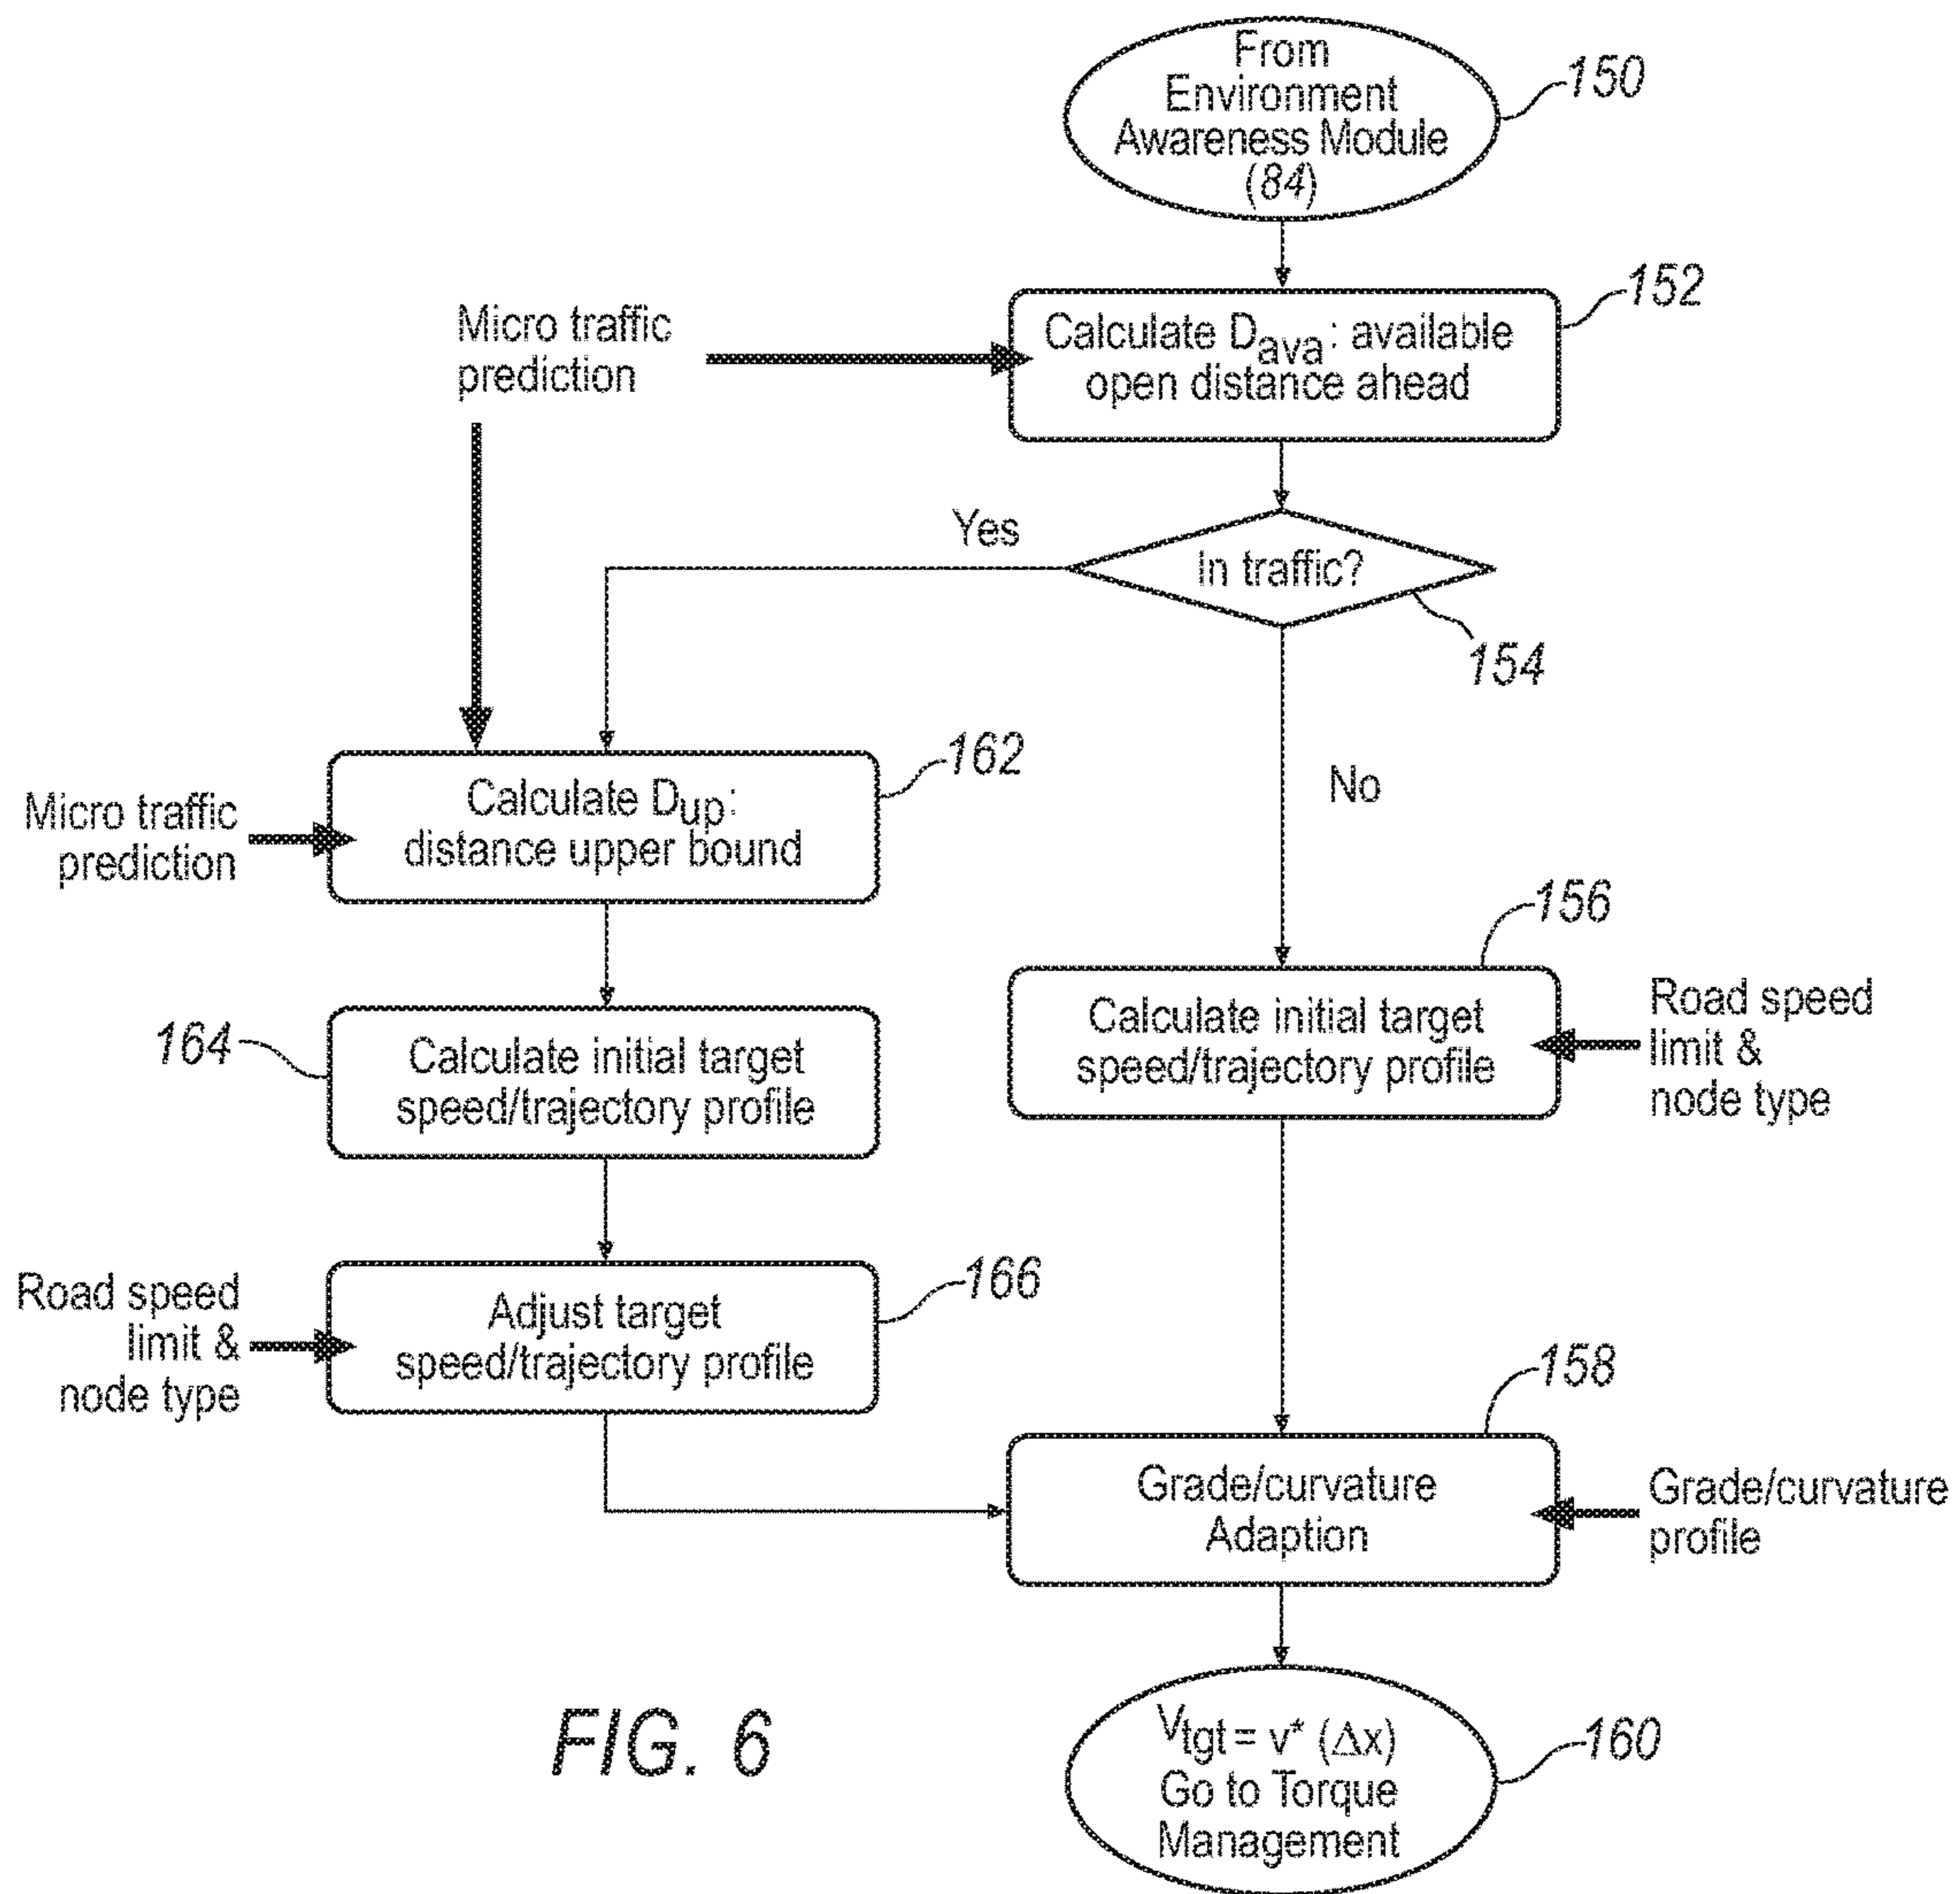 From
Environment
Awareness Module
(84)
150
Micro traffic
prediction
Calculate Dava: available
open distance ahead
152
Yes
In traffic?
154
No
Micro traffic
prediction
Calculate Dup:
distance upper bound
162
164
Calculate initial target
speed/trajectory profile
156
Calculate initial target
speed/trajectory profile
Road speed
limit &
node type
Road speed
limit &
node type
Adjust target
speed/trajectory profile
166
158
Grade/curvature
Adaption
Grade/curvature
profile
Vtgt = v* (Δx)
Go to Torque
Management
160
FIG. 6